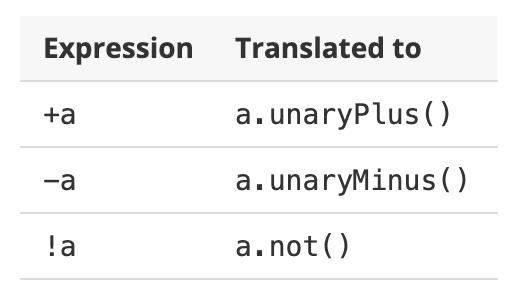 Expression Translated to
+a a.unaryPlus()
-a a.unaryMinus()
!a a.not()